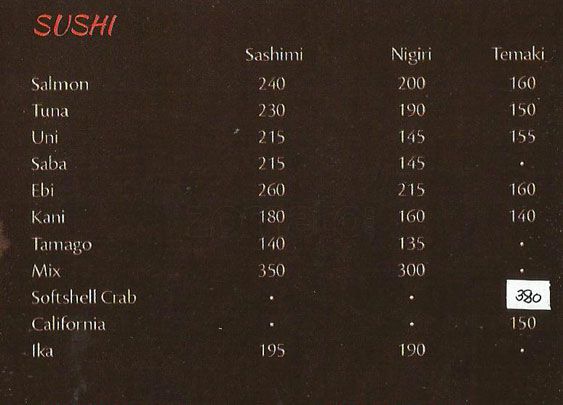 SUSHI
Sashimi Nigiri Temaki
Salmon 240 200 160
Tuna 230 190 150
Uni 215 145 155
Saba 215 145 •
Ebi 260 215 160
Kani 180 160 140
Tamago 140 135 •
Mix 350 300 •
Softshell Crab • • 380
California • • 150
Ika 195 190 •